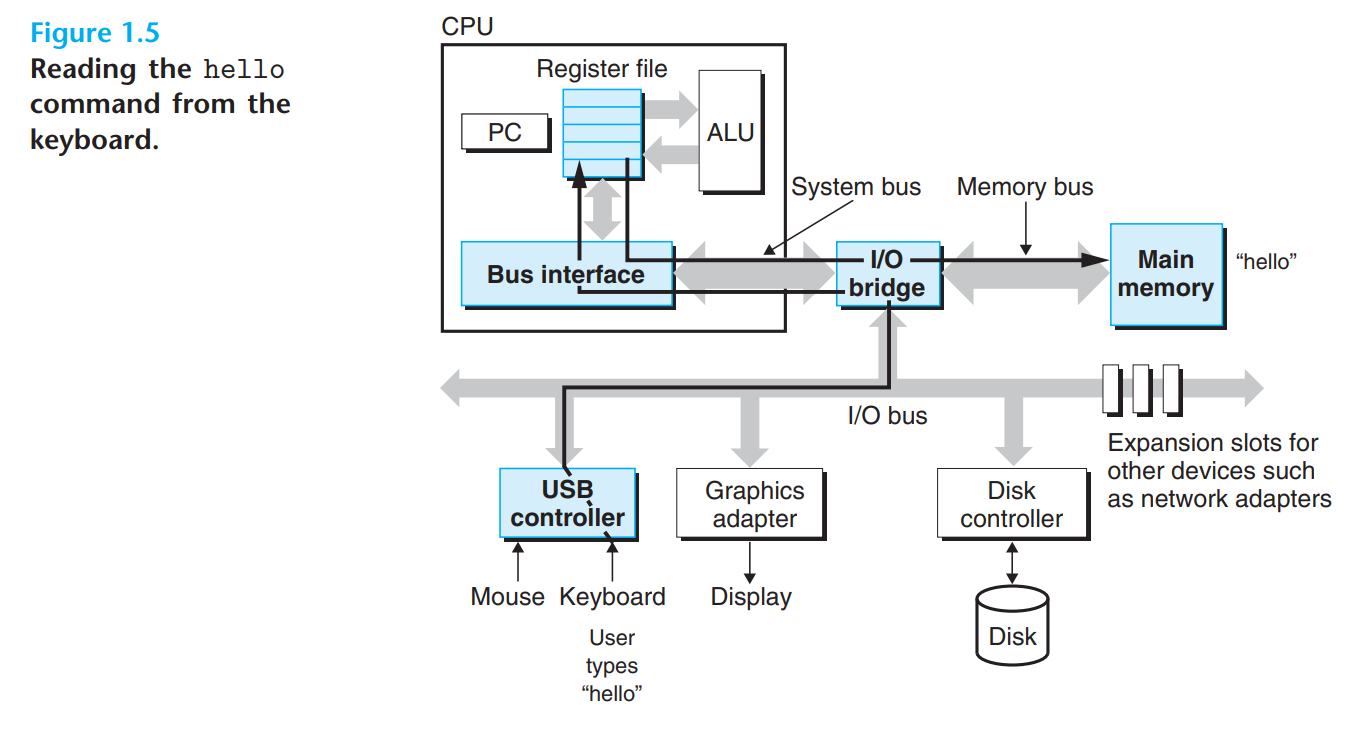 Figure 1.5
Reading the hello
command from the
keyboard.
CPU
Register file
PC
ALU
System bus
Memory bus
Bus interface
I/O
bridge
Main
memory
“hello”
I/O bus
Expansion slots for
other devices such
as network adapters
USB
controller
Graphics
adapter
Disk
controller
Mouse
Keyboard
Display
Disk
User
types
“hello”